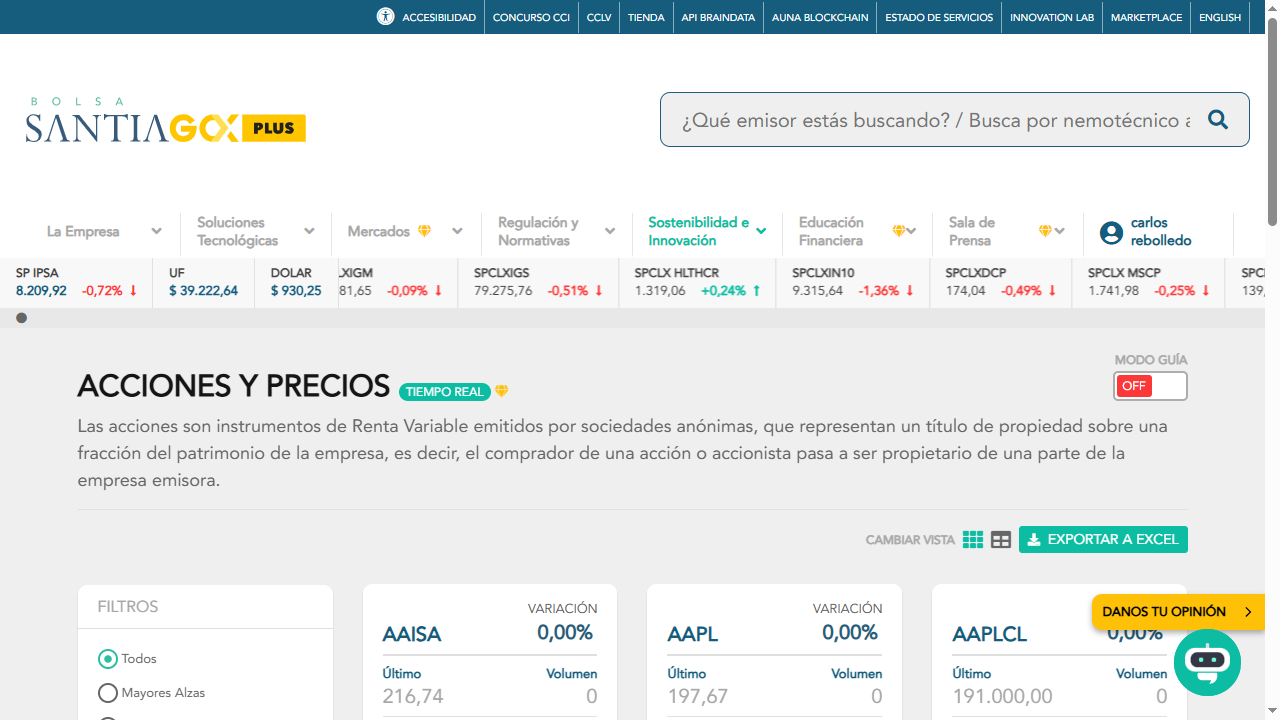 ACCESIBILIDAD
CONCURSO CCI
CCLV
TIENDA
API BRAINDATA
AUNA BLOCKCHAIN
ESTADO DE SERVICIOS
INNOVATION LAB
MARKETPLACE
ENGLISH
BOLSA
SANTIAGOX PLUS
¿Qué emisor estás buscando? / Busca por nemotécnico a
La Empresa
Soluciones
Tecnológicas
Mercados
Regulación y
Normativas
Sostenibilidad e
Innovación
Educación
Financiera
Sala de
Prensa
carlos
rebolledo
SP IPSA
8.209,92 -0,72%
UF
$ 39.222,64
DOLAR
$ 930,25
LXIGM
81,65 -0,09%
SPCLXIGS
79.275,76 -0,51%
SPCLX HLTHCR
1.319,06 +0,24%
SPCLXIN10
9.315,64 -1,36%
SPCLXDCP
174,04 -0,49%
SPCLX MSCP
1.741,98 -0,25%
SPC
139,
MODO GUÍA
OFF
ACCIONES Y PRECIOS TIEMPO REAL
Las acciones son instrumentos de Renta Variable emitidos por sociedades anónimas, que representan un título de propiedad sobre una
fracción del patrimonio de la empresa, es decir, el comprador de una acción o accionista pasa a ser propietario de una parte de la
empresa emisora.
CAMBIAR VISTA
EXPORTAR A EXCEL
FILTROS
Todos
Mayores Alzas
VARIACIÓN
AAISA 0,00%
Último Volumen
216,74 0
VARIACIÓN
AAPL 0,00%
Último Volumen
197,67 0
AAPLCL 0,00%
Último Volumen
191.000,00 0
DANOS TU OPINIÓN